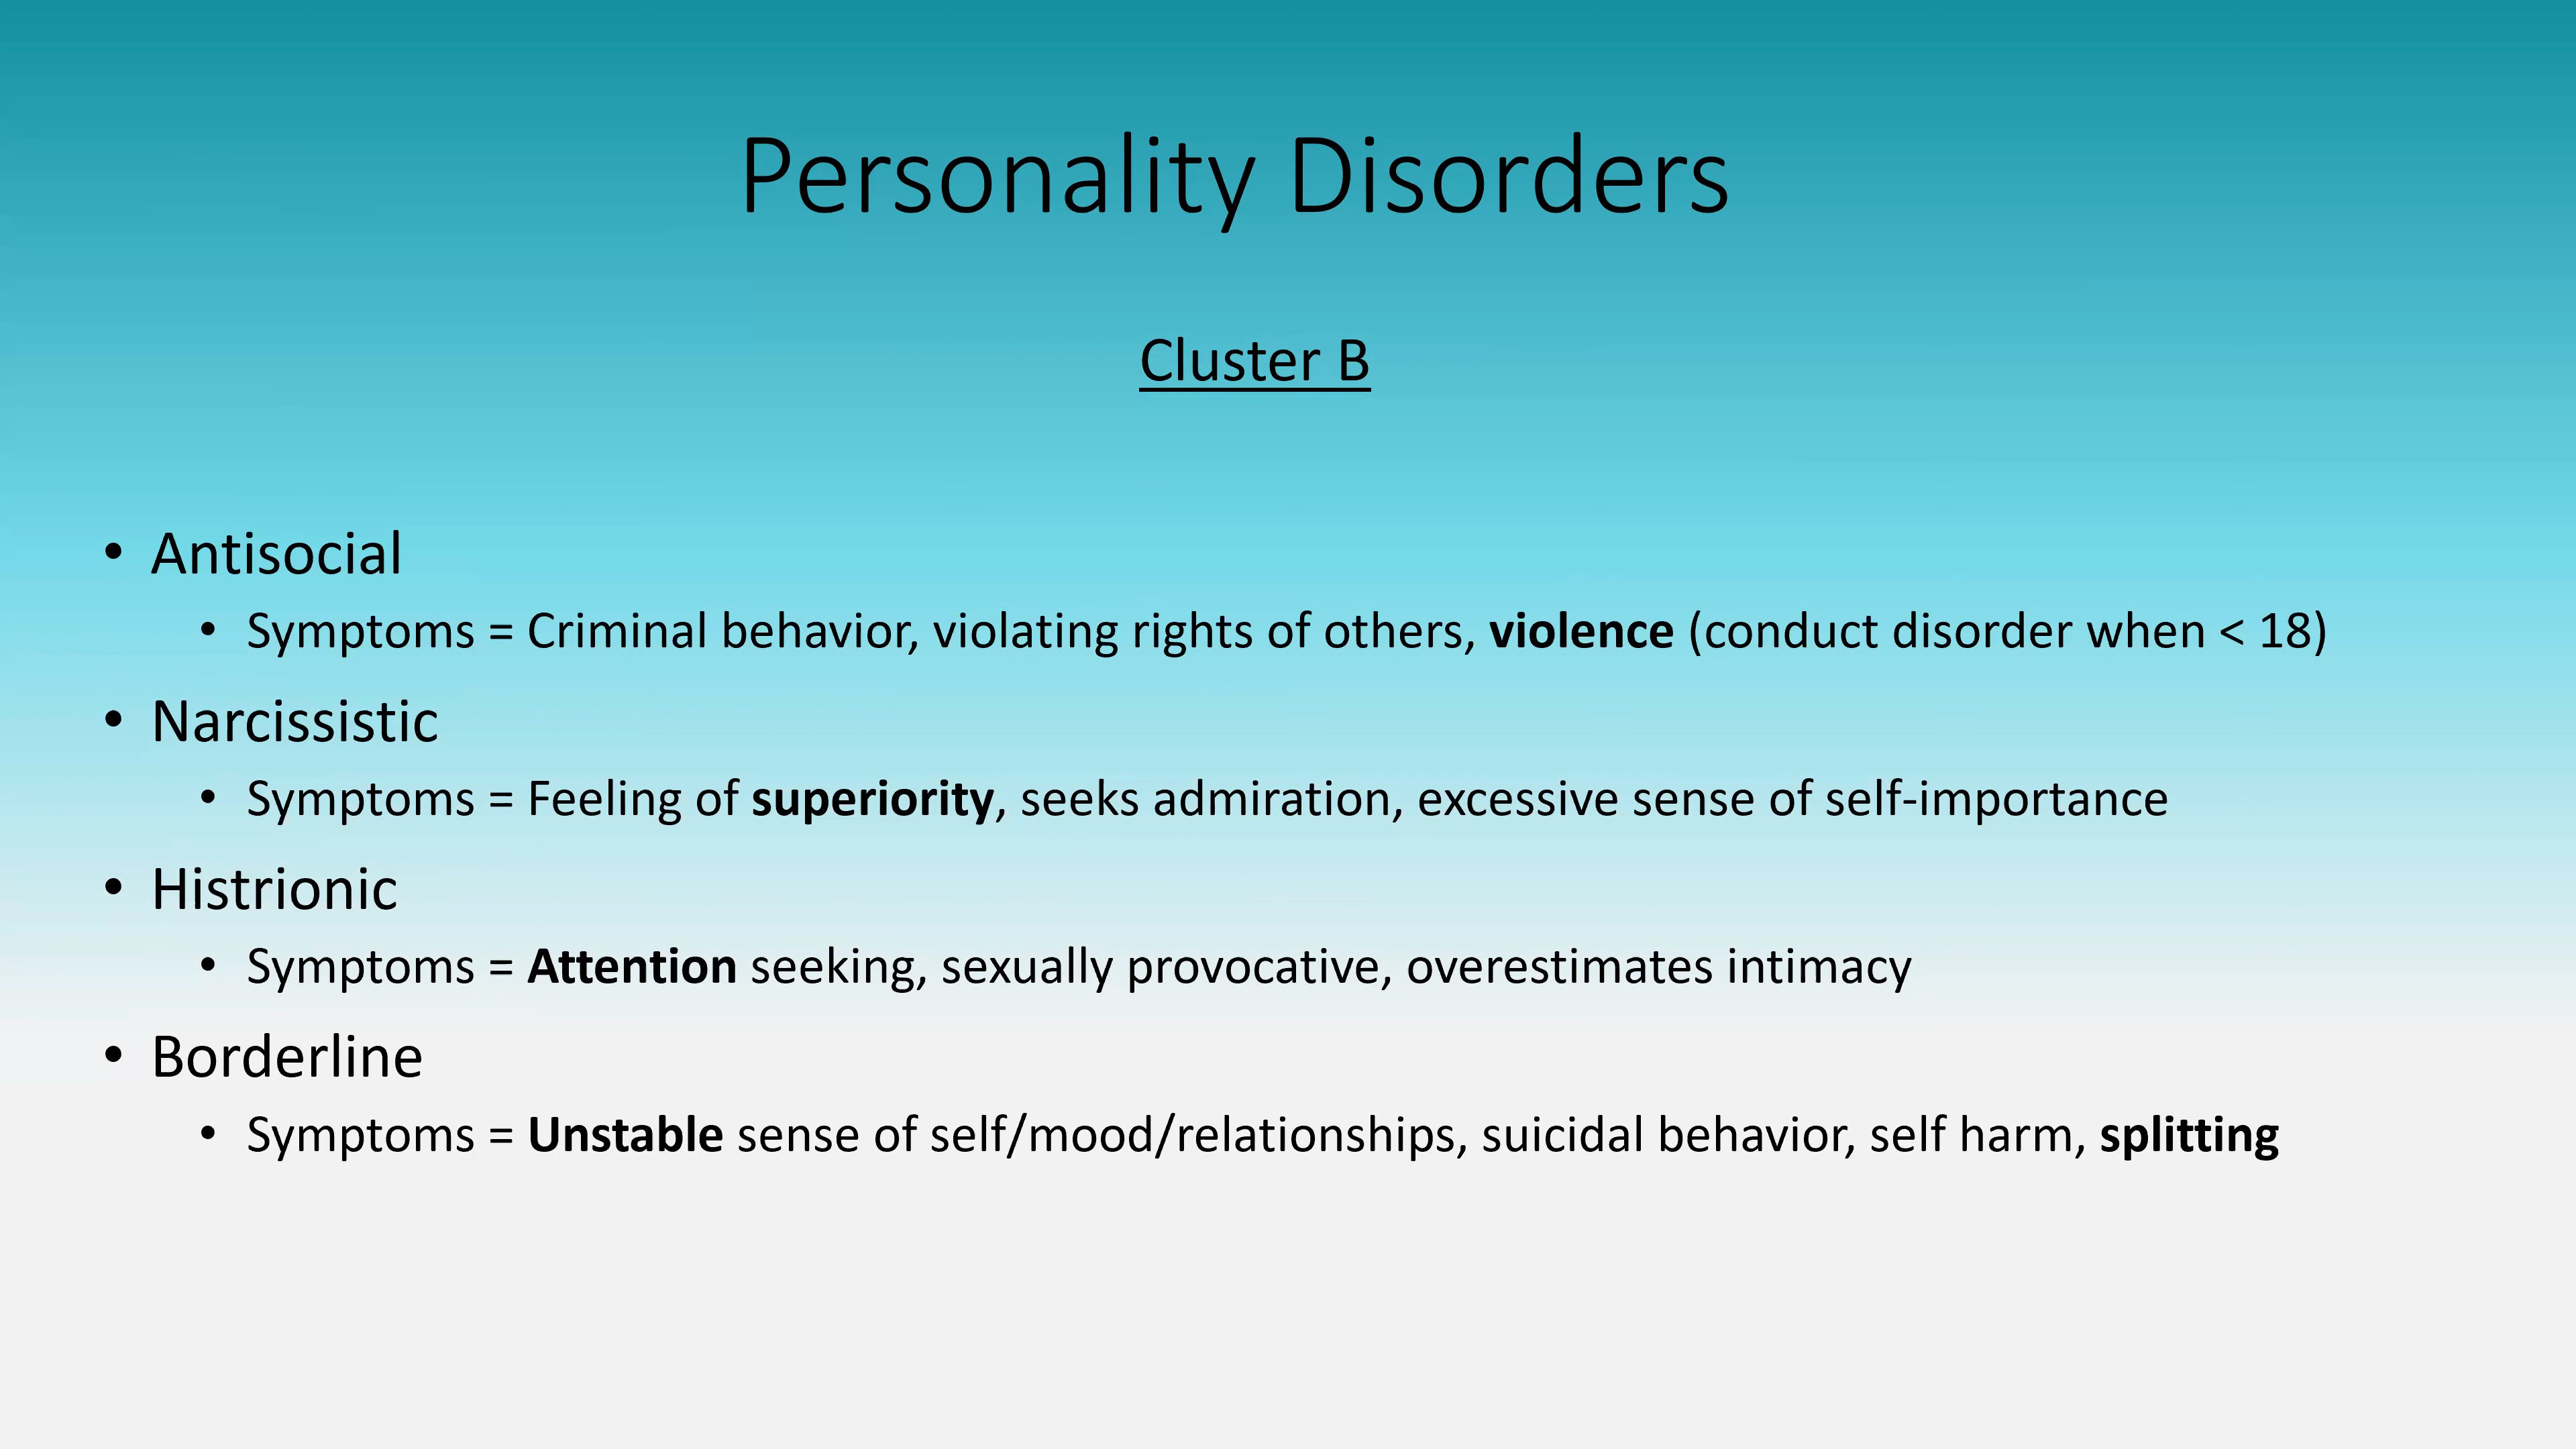 Personality Disorders
Cluster B
• Antisocial
• Symptoms = Criminal behavior, violating rights of others, violence (conduct disorder when < 18)
• Narcissistic
• Symptoms = Feeling of superiority, seeks admiration, excessive sense of self-importance
• Histrionic
• Symptoms = Attention seeking, sexually provocative, overestimates intimacy
• Borderline
• Symptoms = Unstable sense of self/mood/relationships, suicidal behavior, self harm, splitting